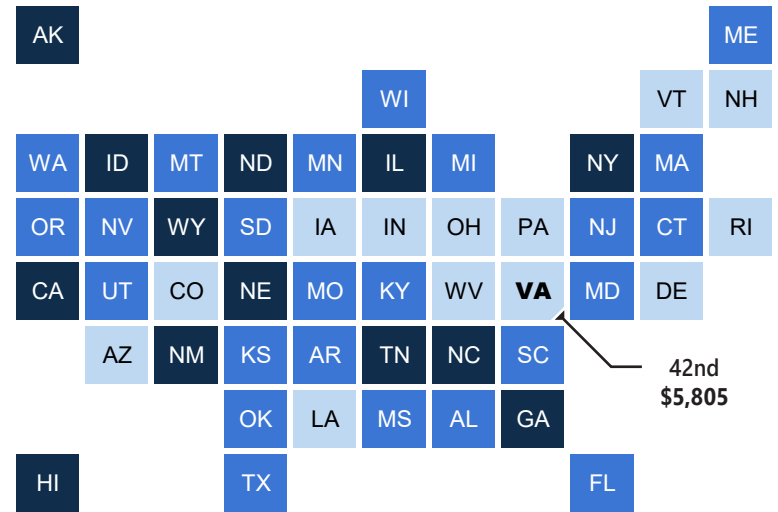 AK ME
WI VT NH
WA ID MT ND MN IL MI NY MA
OR NV WY SD IA IN OH PA NJ CT RI
CA UT CO NE MO KY WV VA MD DE
AZ NM KS AR TN NC SC
42nd
$5,805
OK LA MS AL GA
HI TX FL